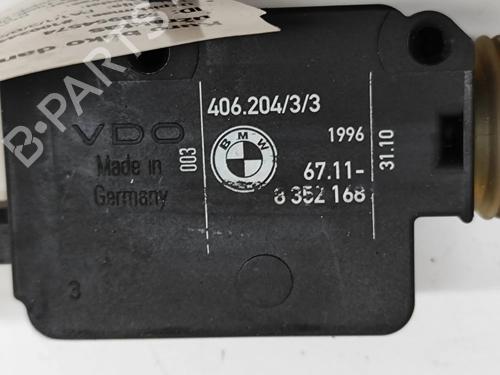 406.204/3/3
VDO
Made in
Germany
003
BMW
1996
31.10
67.11-
8 352 168
3
B-PARTS